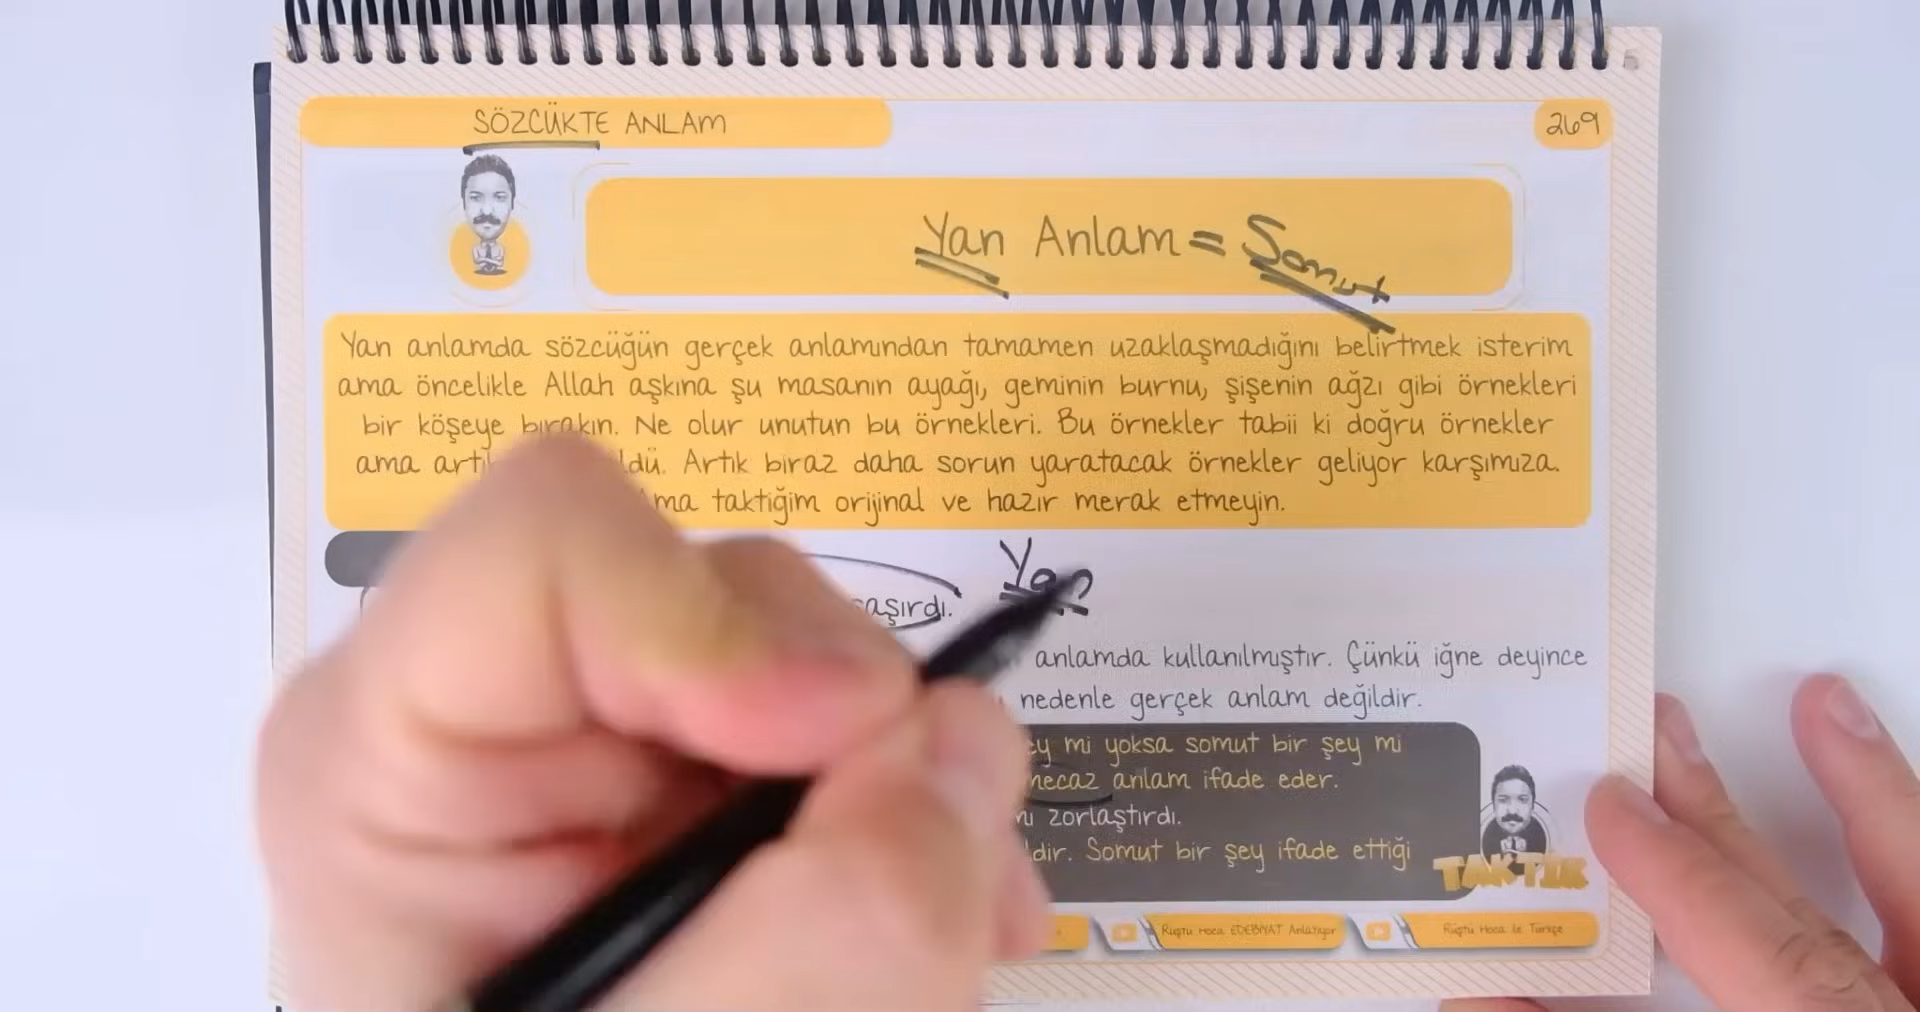 SÖZCÜKTE ANLAM
269
Yan Anlam = Somut
Yan anlamda sözcüğün gerçek anlamından tamamen uzaklaşmadığını belirtmek isterim
ama öncelikle Allah aşkına şu masanın ayağı, geminin burnu, şişenin ağzı gibi örnekleri
bir köşeye bırakın. Ne olur unutun bu örnekleri. Bu örnekler tabii ki doğru örnekler
ama Artık biraz daha sorun yaratacak örnekler geliyor karşımıza.
taktiğim orijinal ve hazır merak etmeyin.
Yan
anlamda kullanılmıştır. Çünkü iğne deyince
nedenle gerçek anlam değildir.
mi yoksa somut bir şey mi
mecaz anlam ifade eder.
zorlaştırdı.
Somut bir şey ifade ettiği
TAKTİK
Rüştü Hoca EDEBİYAT Anlatıyor
Rüştü Hoca ile Türkçe